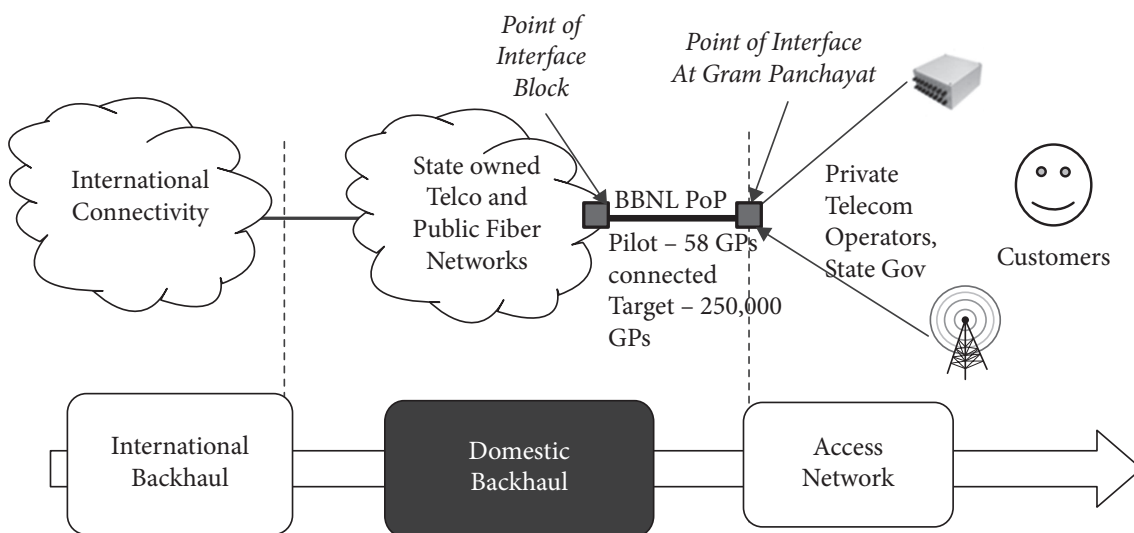 Point of
Interface
Block
Point of Interface
At Gram Panchayat
International
Connectivity
State owned
Telco and
Public Fiber
Networks
BBNL PoP
Pilot – 58 GPs
connected
Target – 250,000
GPs
Private
Telecom
Operators,
State Gov
Customers
International
Backhaul
Domestic
Backhaul
Access
Network